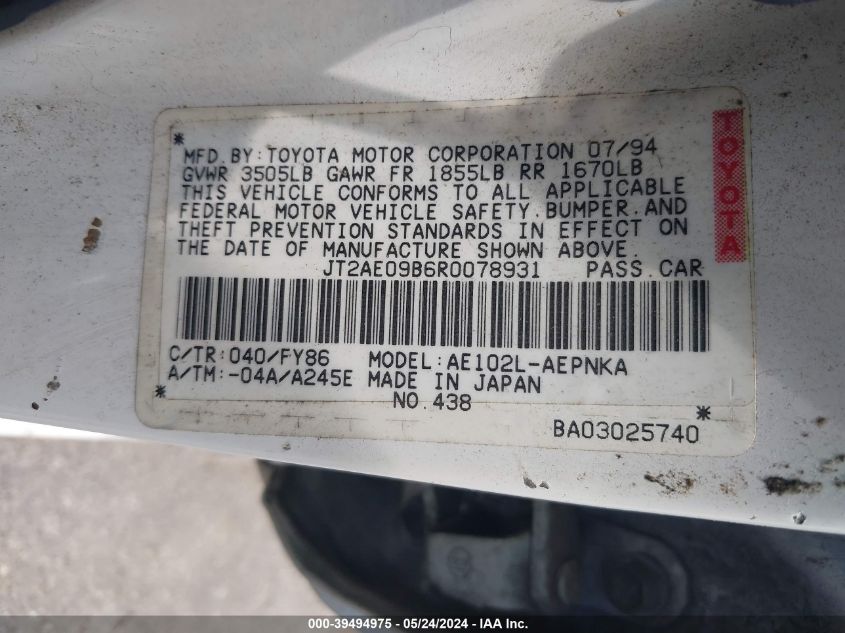 MFD.BY:TOYOTA MOTOR CORPORATION 07/94
GVWR 3505LB GAWR FR 1855LB RR 1670LB
THIS VEHICLE CONFORMS TO ALL APPLICABLE
FEDERAL MOTOR VEHICLE SAFETY.BUMPER.AND
THEFT PREVENTION STANDARDS IN EFFECT ON
THE DATE OF MANUFACTURE SHOWN ABOVE.
JT2AE09B6R0078931 PASS.CAR
TOYOTA
C/TR:040/FY86 MODEL:AE102L-AEPNKA
A/TM:-04A/A245E MADE IN JAPAN
NO.438
BA03025740
000-39494975 - 05/24/2024 - IAAI.COM